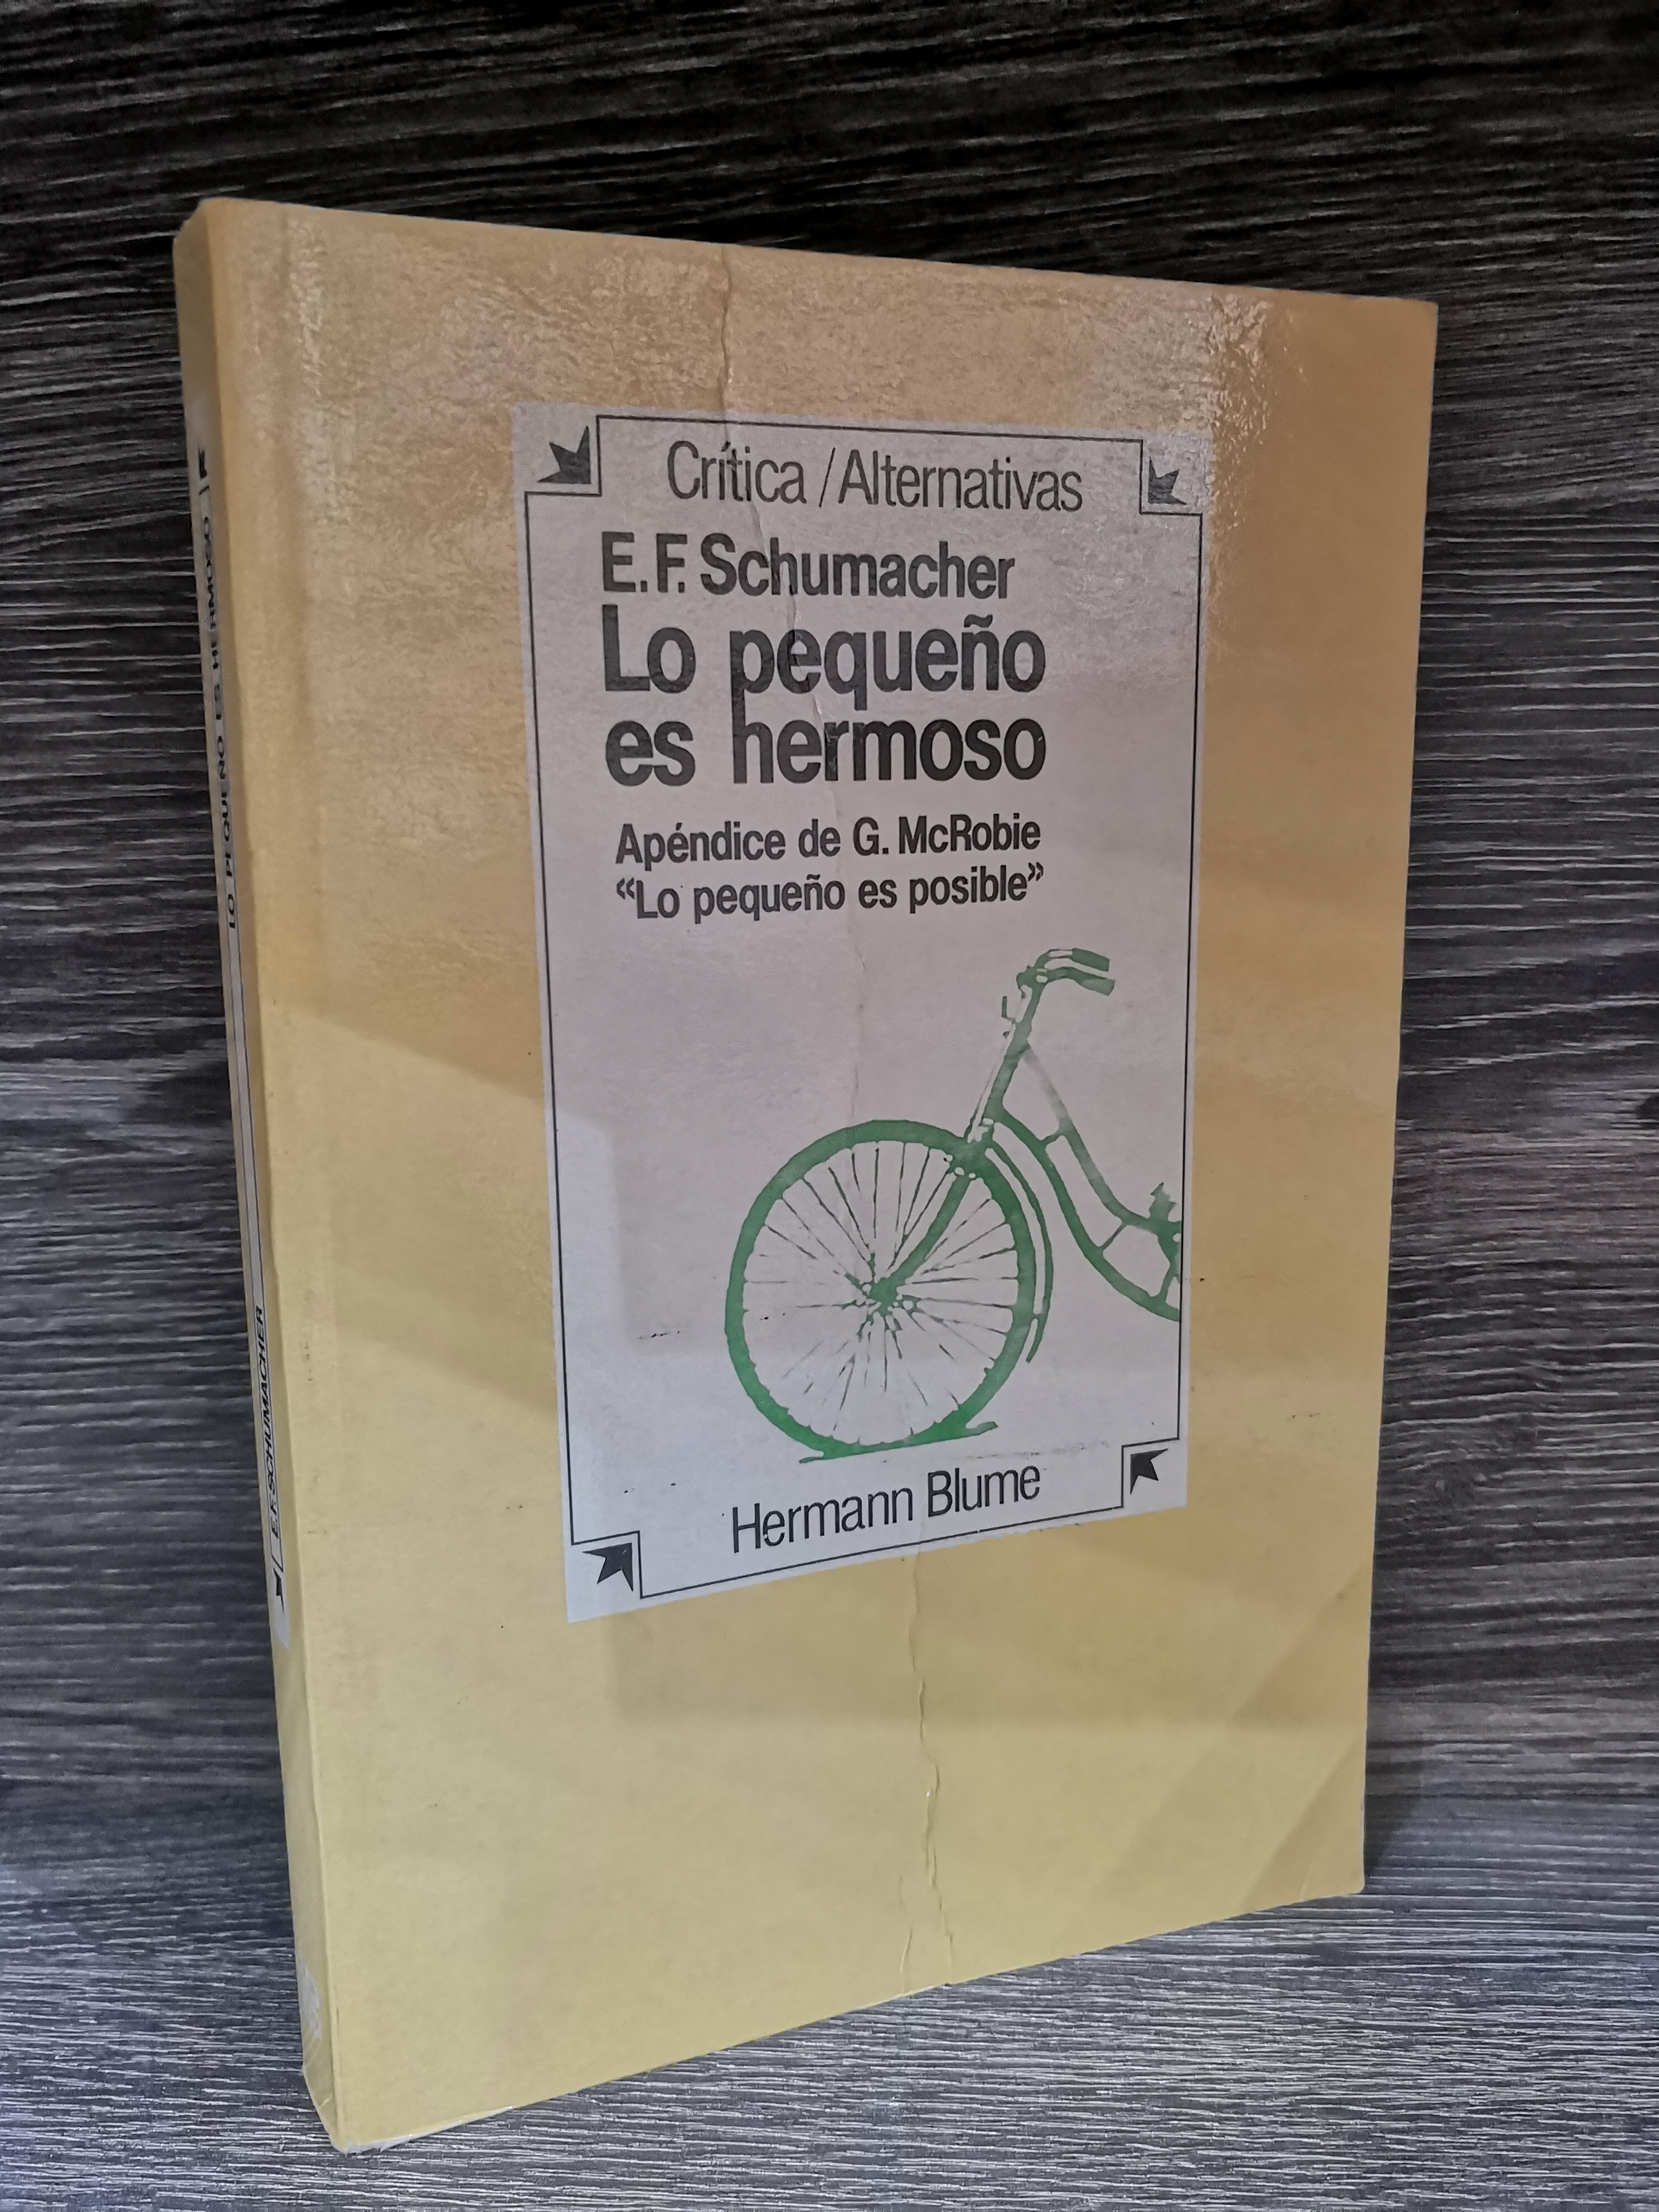 Crítica / Alternativas
E.F. Schumacher
Lo pequeño
es hermoso
Apéndice de G. McRobie
«Lo pequeño es posible»
Hermann Blume
LO PEQUEÑO ES HERMOSO
E.F. SCHUMACHER